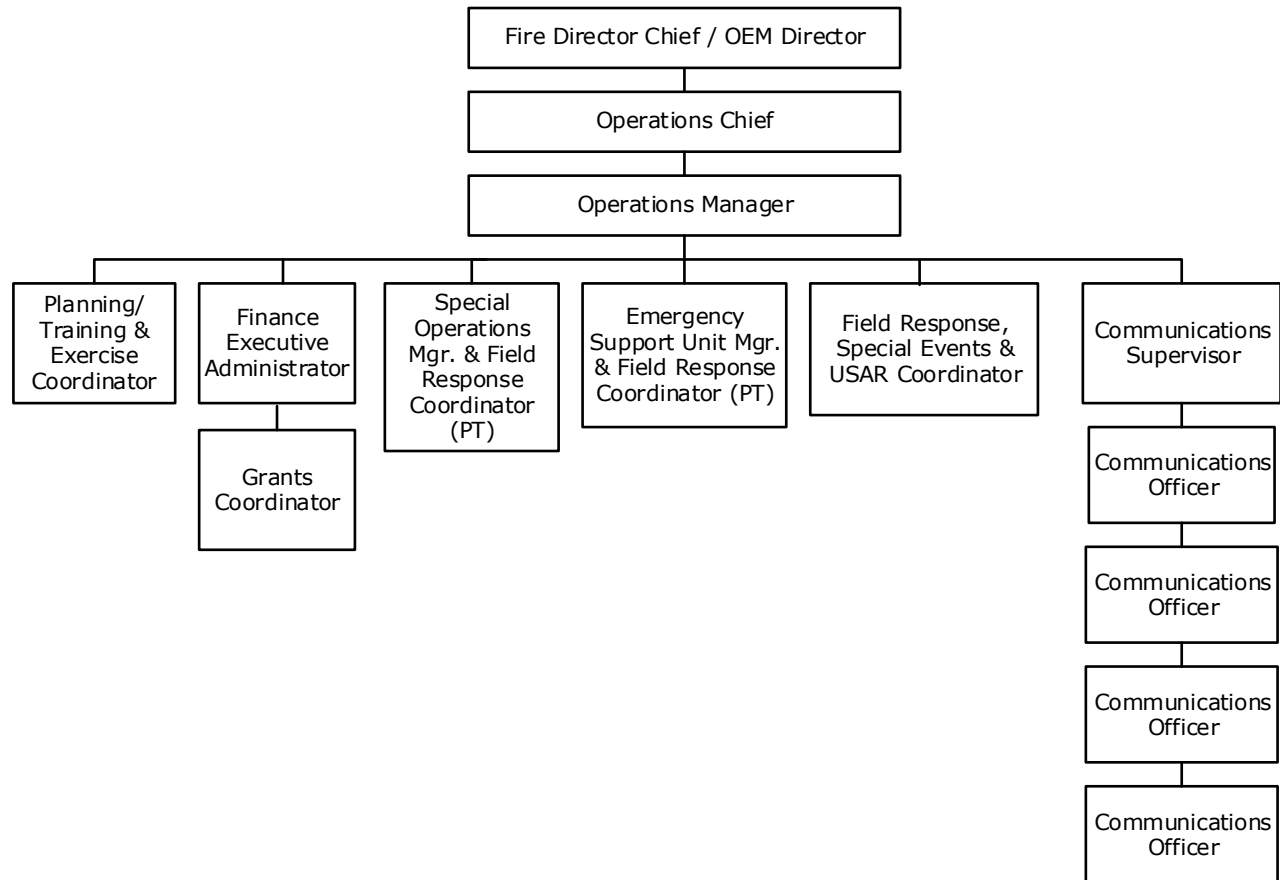 Fire Director Chief / OEM Director
Operations Chief
Operations Manager
Planning/
Training &
Exercise
Coordinator
Finance
Executive
Administrator
Special
Operations
Mgr. & Field
Response
Coordinator
(PT)
Emergency
Support Unit Mgr.
& Field Response
Coordinator (PT)
Field Response,
Special Events &
USAR Coordinator
Communications
Supervisor
Grants
Coordinator
Communications
Officer
Communications
Officer
Communications
Officer
Communications
Officer